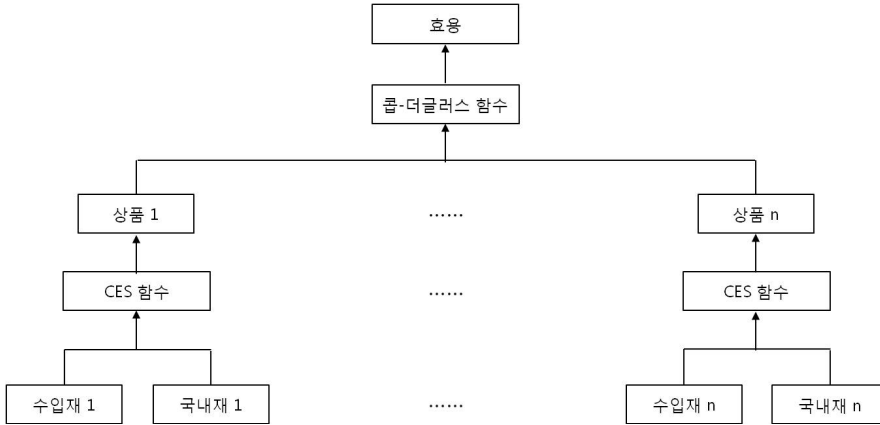 효용
콥-더글러스 함수
상품 1
……
상품 n
CES 함수
……
CES 함수
수입재 1
국내재 1
……
수입재 n
국내재 n